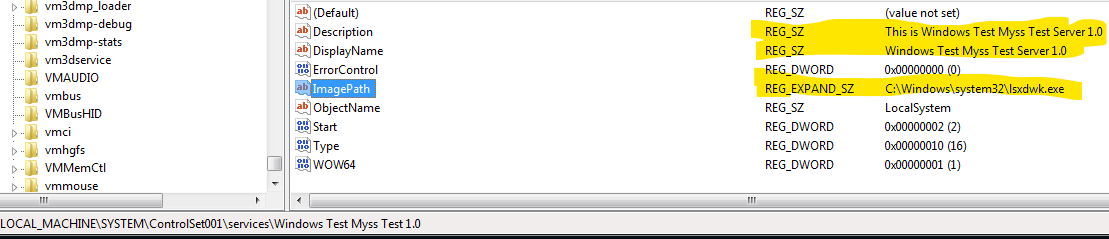 vm3dmp_loader
vm3dmp-debug
vm3dmp-stats
vm3dservice
VMAUDIO
vmbus
VMBusHID
vmci
vmhgfs
VMMemCtl
vmmouse
(Default) REG_SZ (value not set)
Description REG_SZ This is Windows Test Myss Test Server 1.0
DisplayName REG_SZ Windows Test Myss Test Server 1.0
ErrorControl REG_DWORD 0x00000000 (0)
ImagePath REG_EXPAND_SZ C:\Windows\system32\lsxdwk.exe
ObjectName REG_SZ LocalSystem
Start REG_DWORD 0x00000002 (2)
Type REG_DWORD 0x00000010 (16)
WOW64 REG_DWORD 0x00000001 (1)
LOCAL_MACHINE\SYSTEM\ControlSet001\services\Windows Test Myss Test 1.0